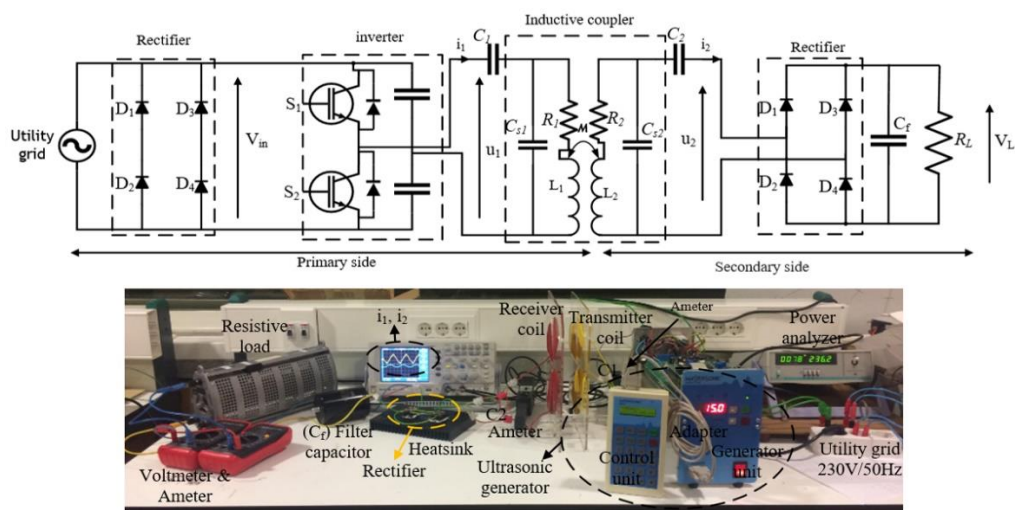 Inductive coupler
Rectifier
inverter
i1
C1
C2
i2
Rectifier
D1
D3
S1
Vin
Cs1
R1
M
R2
Cs2
u1
u2
D1
D3
Cf
RL
VL
Utility
grid
D2
D4
S2
L1
L2
D2
D4
Primary side
Secondary side
Receiver
coil
Transmitter
coil
Ameter
Power
analyzer
Resistive
load
i1, i2
C1
15.0
C2
Ameter
(Cf) Filter
capacitor
Heatsink
Rectifier
Ultrasonic
generator
Control
unit
Adapter
Generator
unit
Utility grid
230V/50Hz
Voltmeter &
Ameter